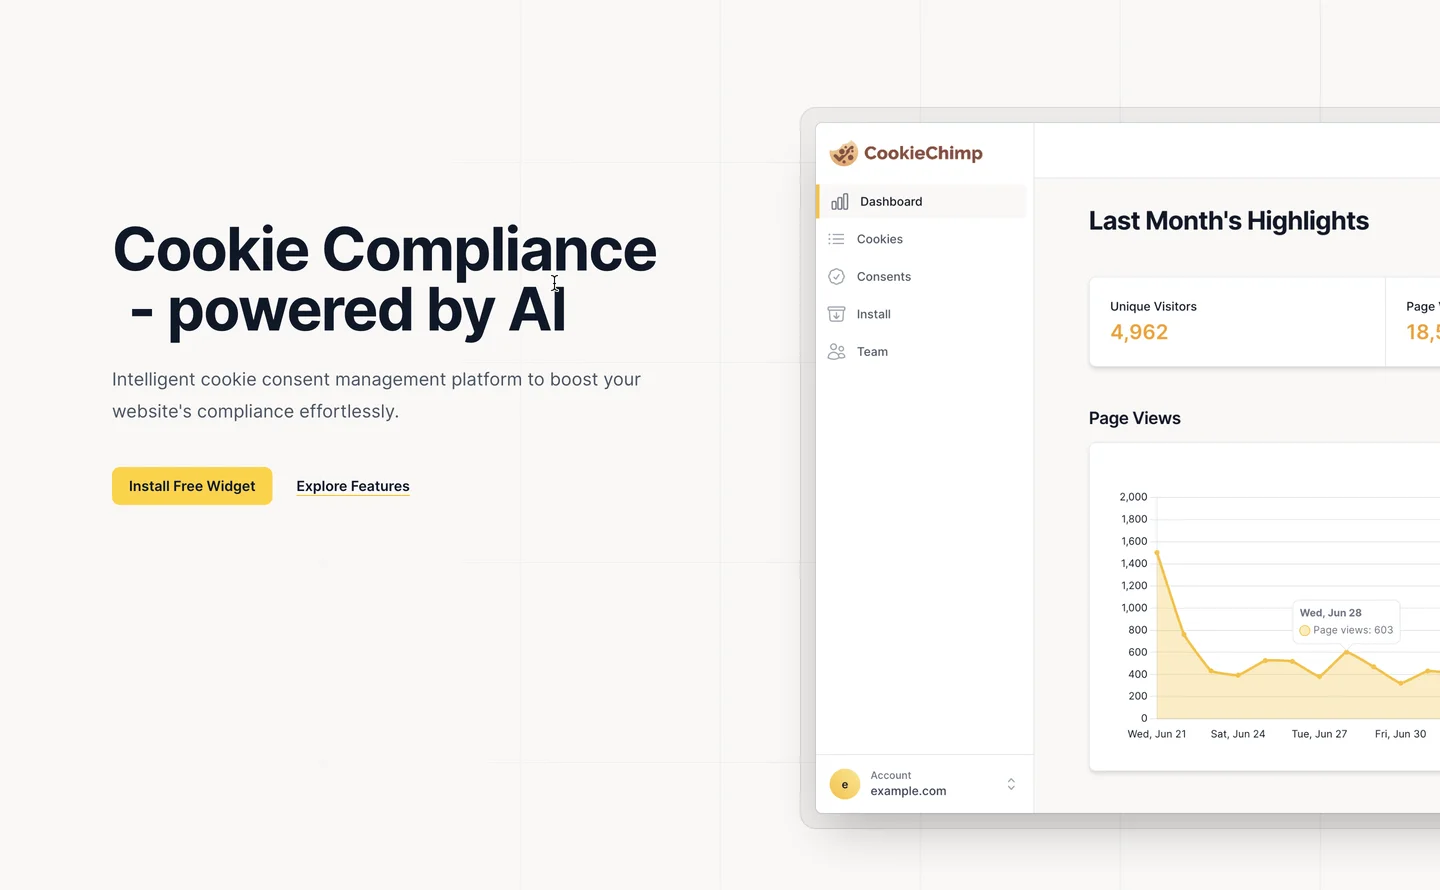 Cookie Compliance
- powered by AI
Intelligent cookie consent management platform to boost your
website's compliance effortlessly.
Install Free Widget
Explore Features
CookieChimp
Dashboard
Cookies
Consents
Install
Team
Account
e
example.com
Last Month's Highlights
Unique Visitors
4,962
Page
18,5
Page Views
2,000
1,800
1,600
1,400
1,200
1,000
800
600
400
200
0
Wed, Jun 28
Page views: 603
Wed, Jun 21
Sat, Jun 24
Tue, Jun 27
Fri, Jun 30